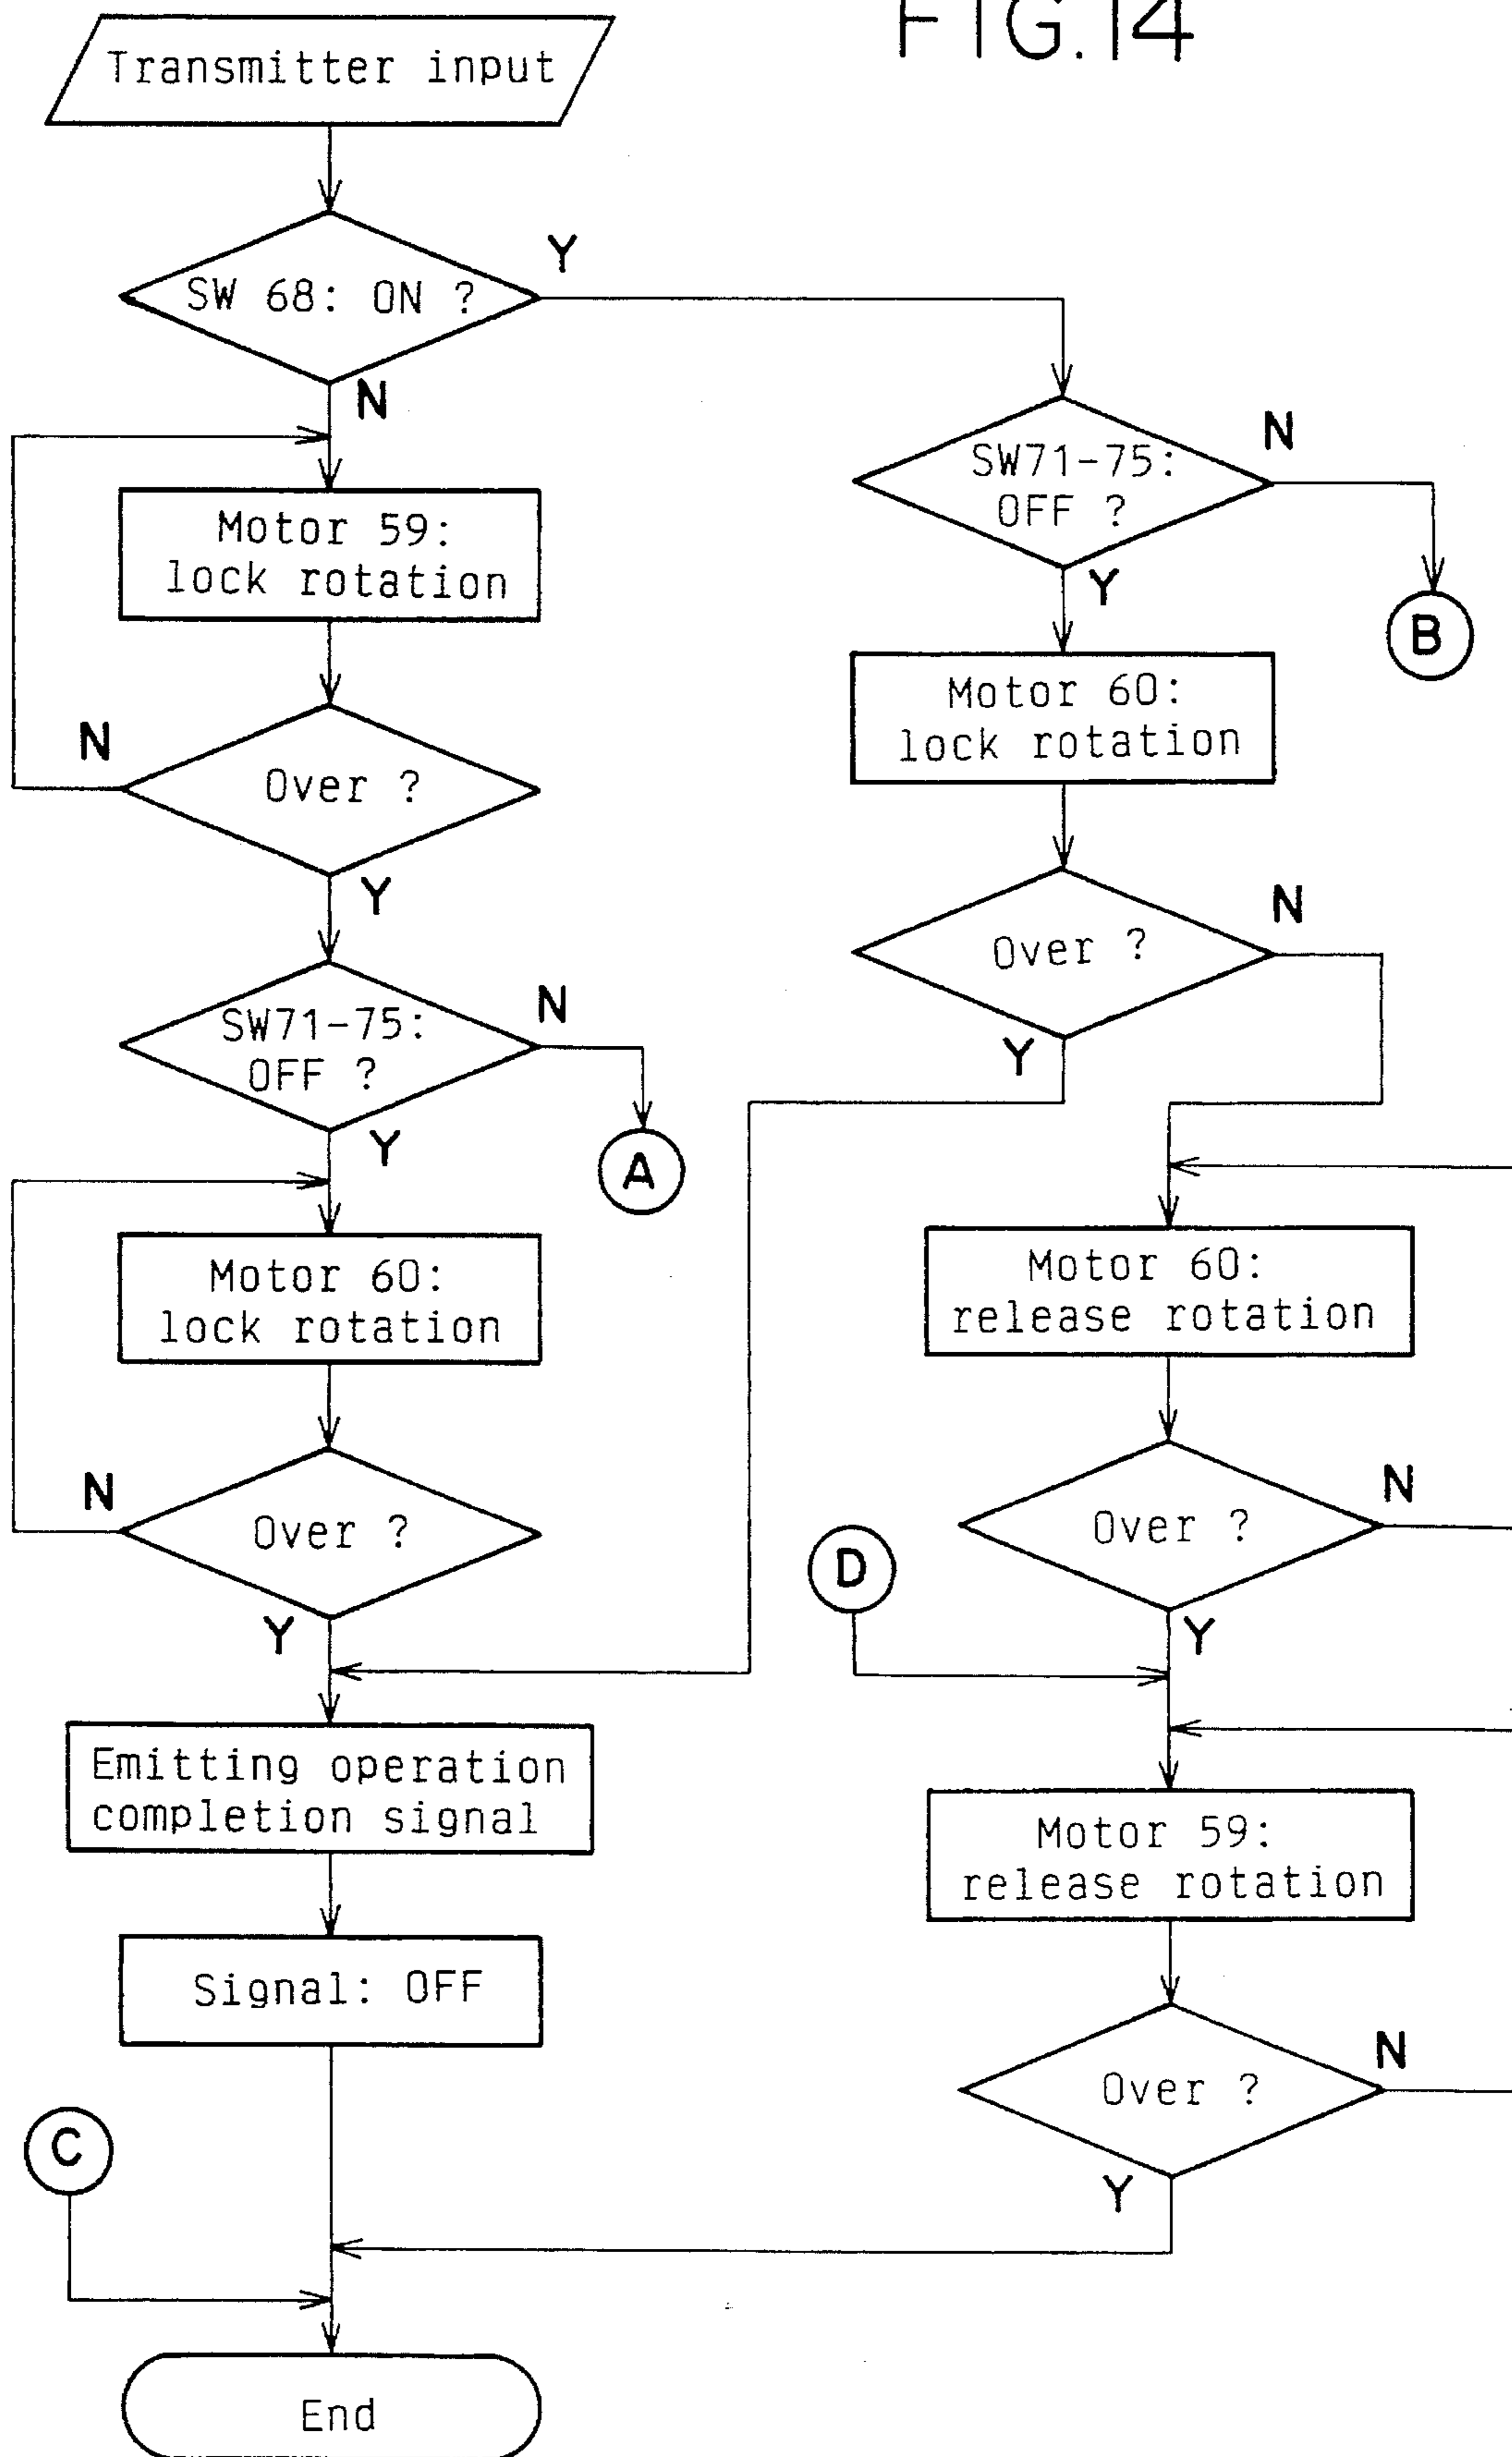 FIG.14
Transmitter input
SW 68: ON ?
Y
N
Motor 59:
lock rotation
Over ?
N
Y
SW71-75:
OFF ?
N
A
Y
Motor 60:
lock rotation
Over ?
N
Y
Emitting operation
completion signal
Signal: OFF
C
End
SW71-75:
OFF ?
N
B
Y
Motor 60:
lock rotation
Over ?
N
Y
Motor 60:
release rotation
Over ?
N
D
Y
Motor 59:
release rotation
Over ?
N
Y